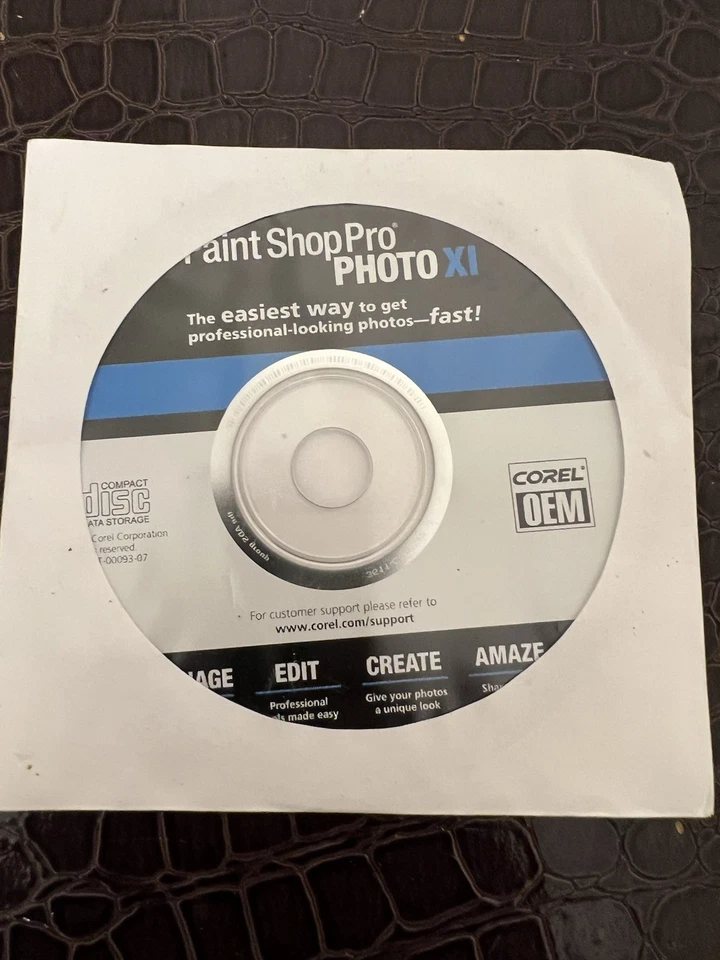 aint Shop Pro®
PHOTO XI
The easiest way to get
professional-looking photos—fast!
COMPACT
disc
ATA STORAGE
Corel Corporation
reserved.
T-00093-07
COREL®
OEM
For customer support please refer to
www.corel.com/support
AGE
EDIT
Professional
ls made easy
CREATE
Give your photos
a unique look
AMAZE
Sha